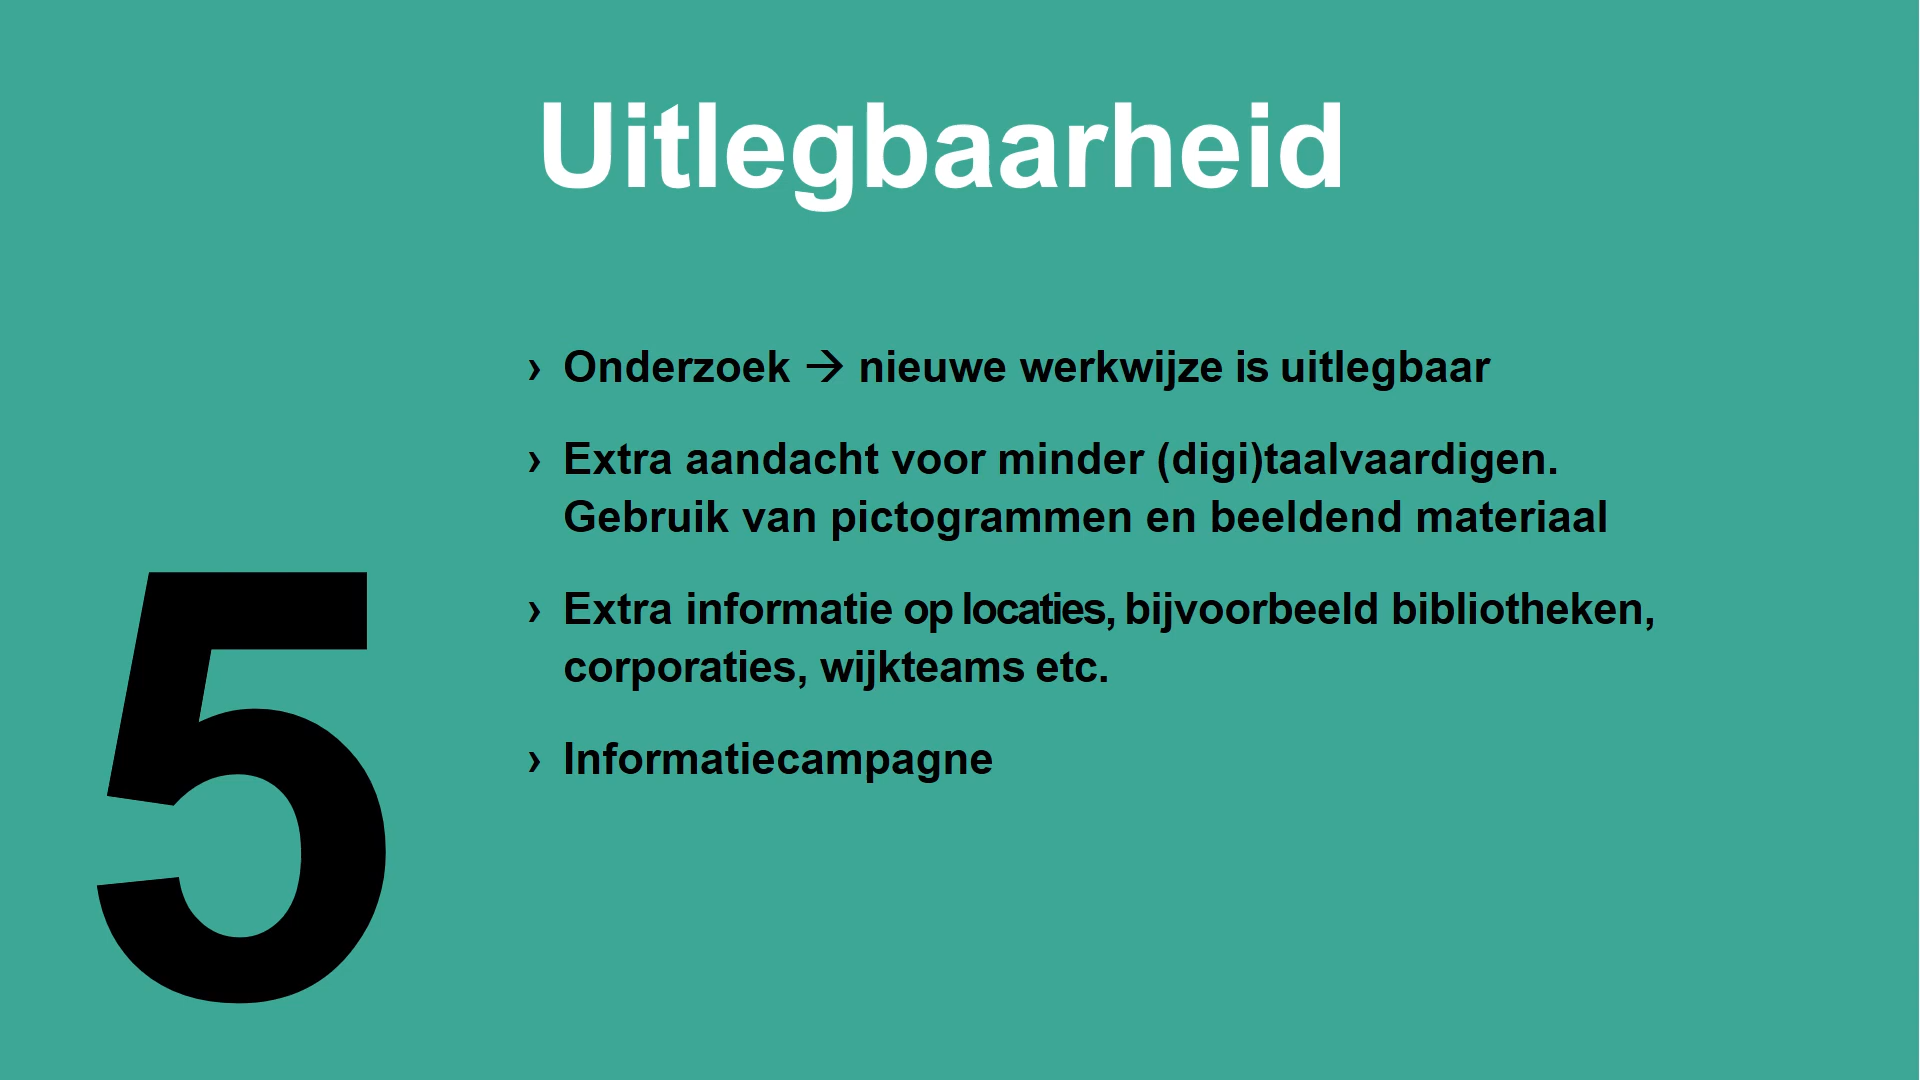 Uitlegbaarheid
› Onderzoek → nieuwe werkwijze is uitlegbaar
› Extra aandacht voor minder (digi)taalvaardigen.
Gebruik van pictogrammen en beeldend materiaal
› Extra informatie op locaties, bijvoorbeeld bibliotheken,
corporaties, wijkteams etc.
› Informatiecampagne
5